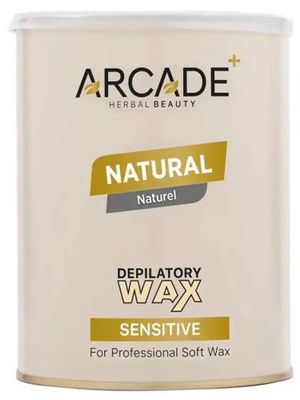 ARCADE+
HERBAL BEAUTY
NATURAL
Naturel
DEPILATORY
WAX
SENSITIVE
For Professional Soft Wax